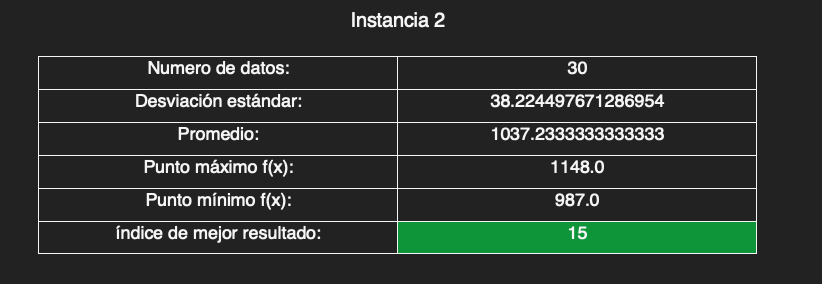 Instancia 2
Numero de datos: 30
Desviación estándar: 38.224497671286954
Promedio: 1037.2333333333333
Punto máximo f(x): 1148.0
Punto mínimo f(x): 987.0
índice de mejor resultado: 15